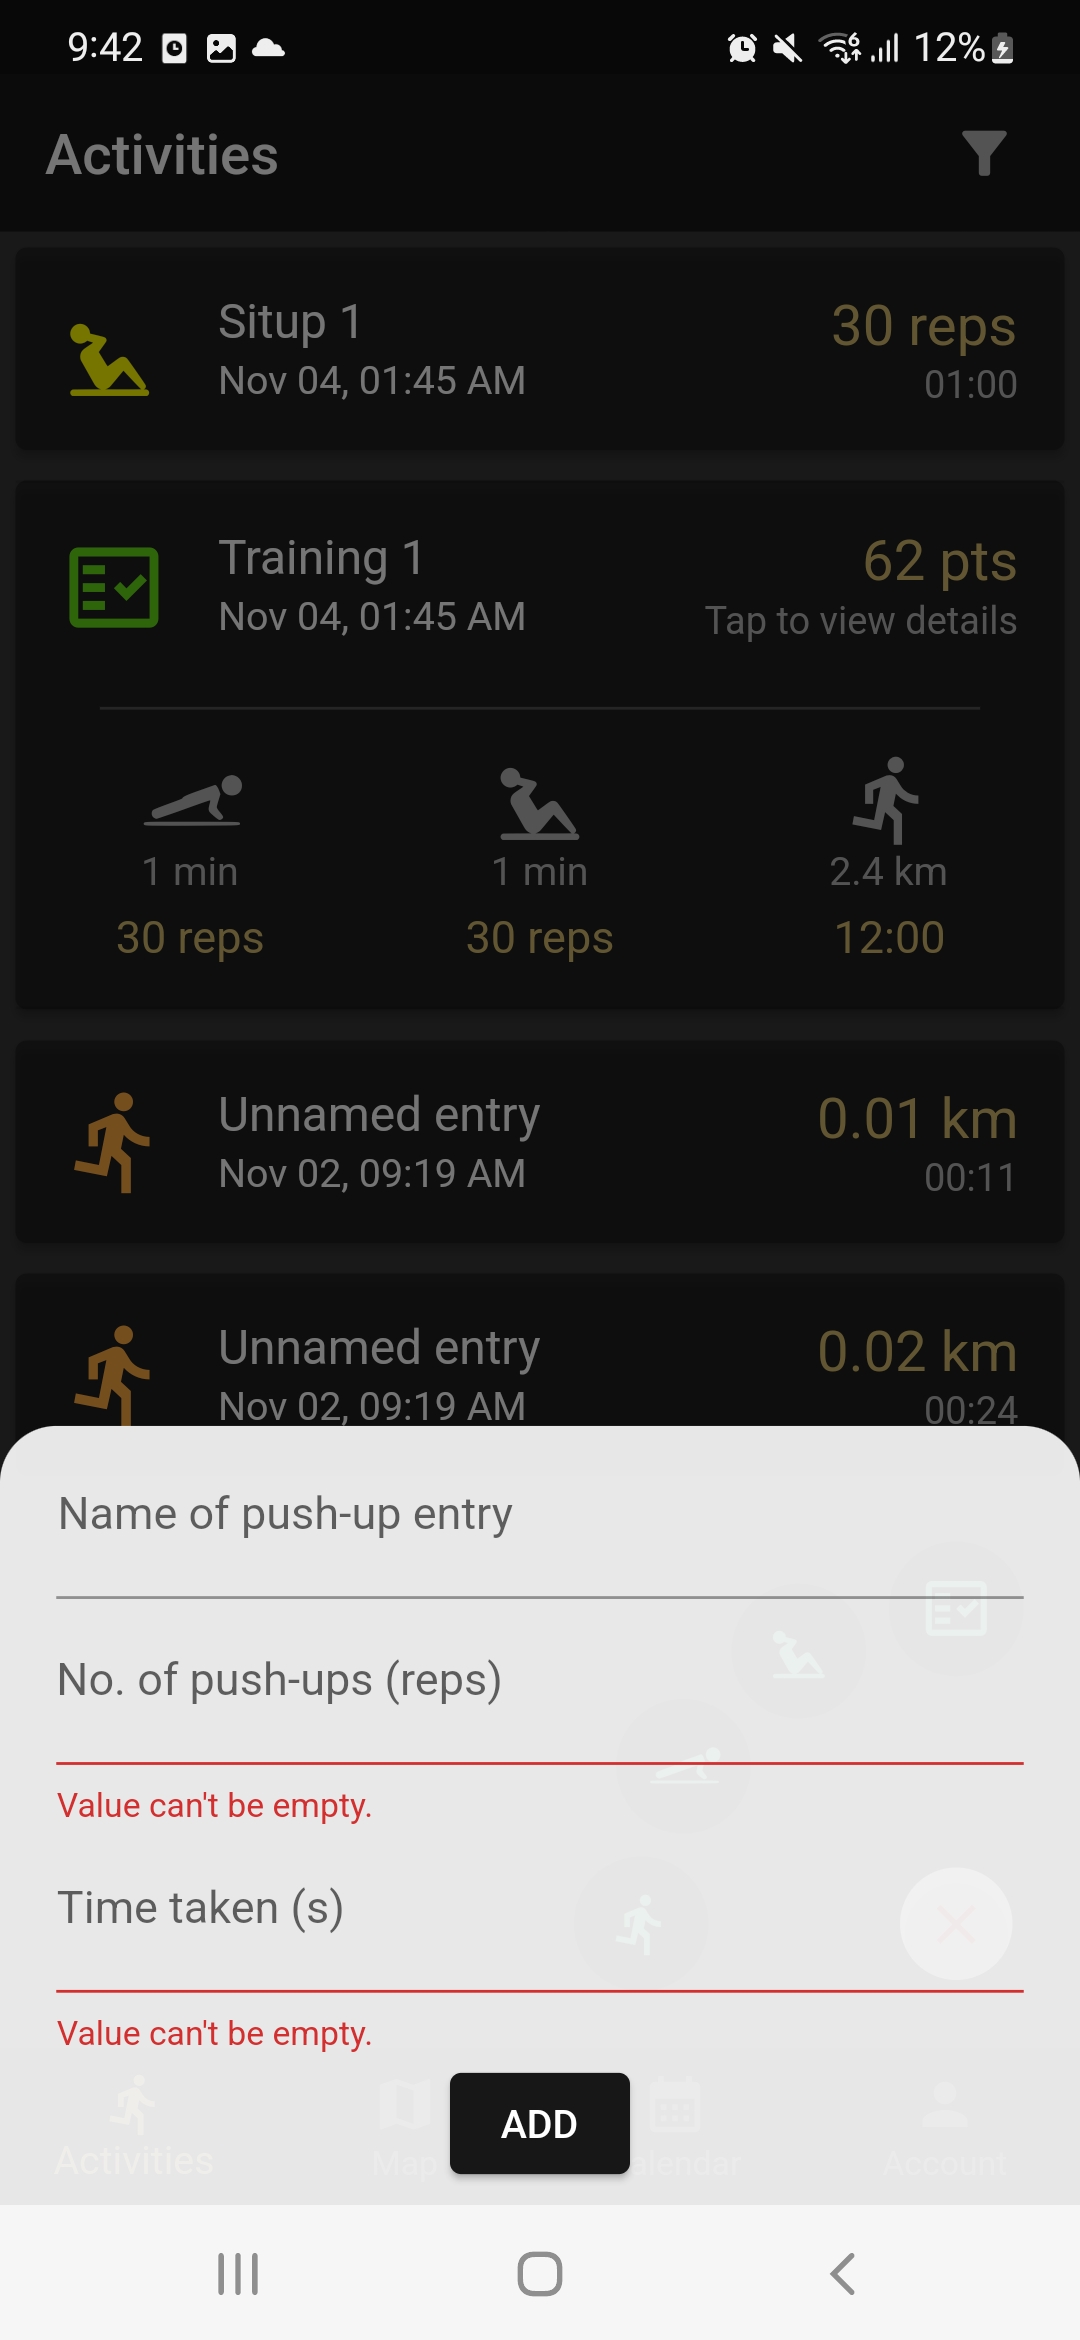 9:42
6
12%
Activities
Situp 1
30 reps
Nov 04, 01:45 AM
01:00
Training 1
62 pts
Nov 04, 01:45 AM
Tap to view details
1 min
1 min
2.4 km
30 reps
30 reps
12:00
Unnamed entry
0.01 km
Nov 02, 09:19 AM
00:11
Unnamed entry
0.02 km
Nov 02, 09:19 AM
00:24
Name of push-up entry
No. of push-ups (reps)
Value can't be empty.
Time taken (s)
Value can't be empty.
ADD
Activities
Map
alendar
Account